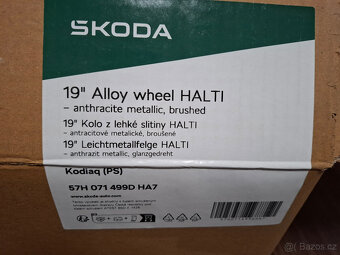 ŠKODA
19" Alloy wheel HALTI
– anthracite metallic, brushed
19" Kolo z lehké slitiny HALTI
– antracitové metalické, broušené
19" Leichtmetallfelge HALTI
– anthrazit metallic, glanzgedreht
Kodiaq (PS)
57H 071 499D HA7
www.skoda-auto.com
bazoš.cz